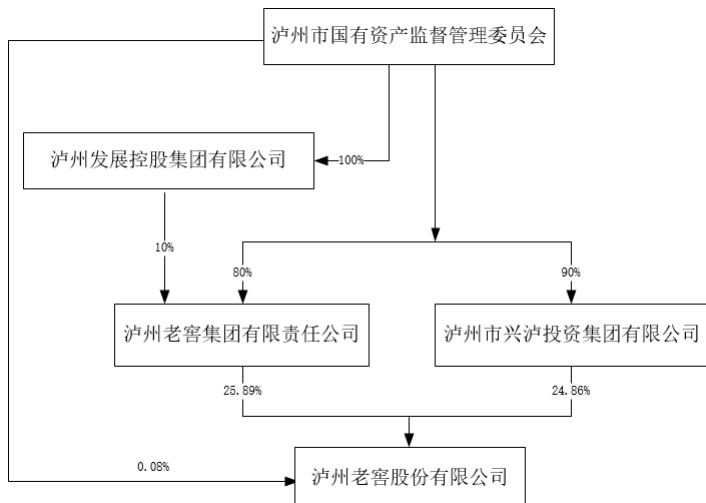 泸州市国有资产监督管理委员会
泸州发展控股集团有限公司
100%
10%
80%
90%
泸州老窖集团有限责任公司
泸州市兴泸投资集团有限公司
25.89%
24.86%
0.08%
泸州老窖股份有限公司